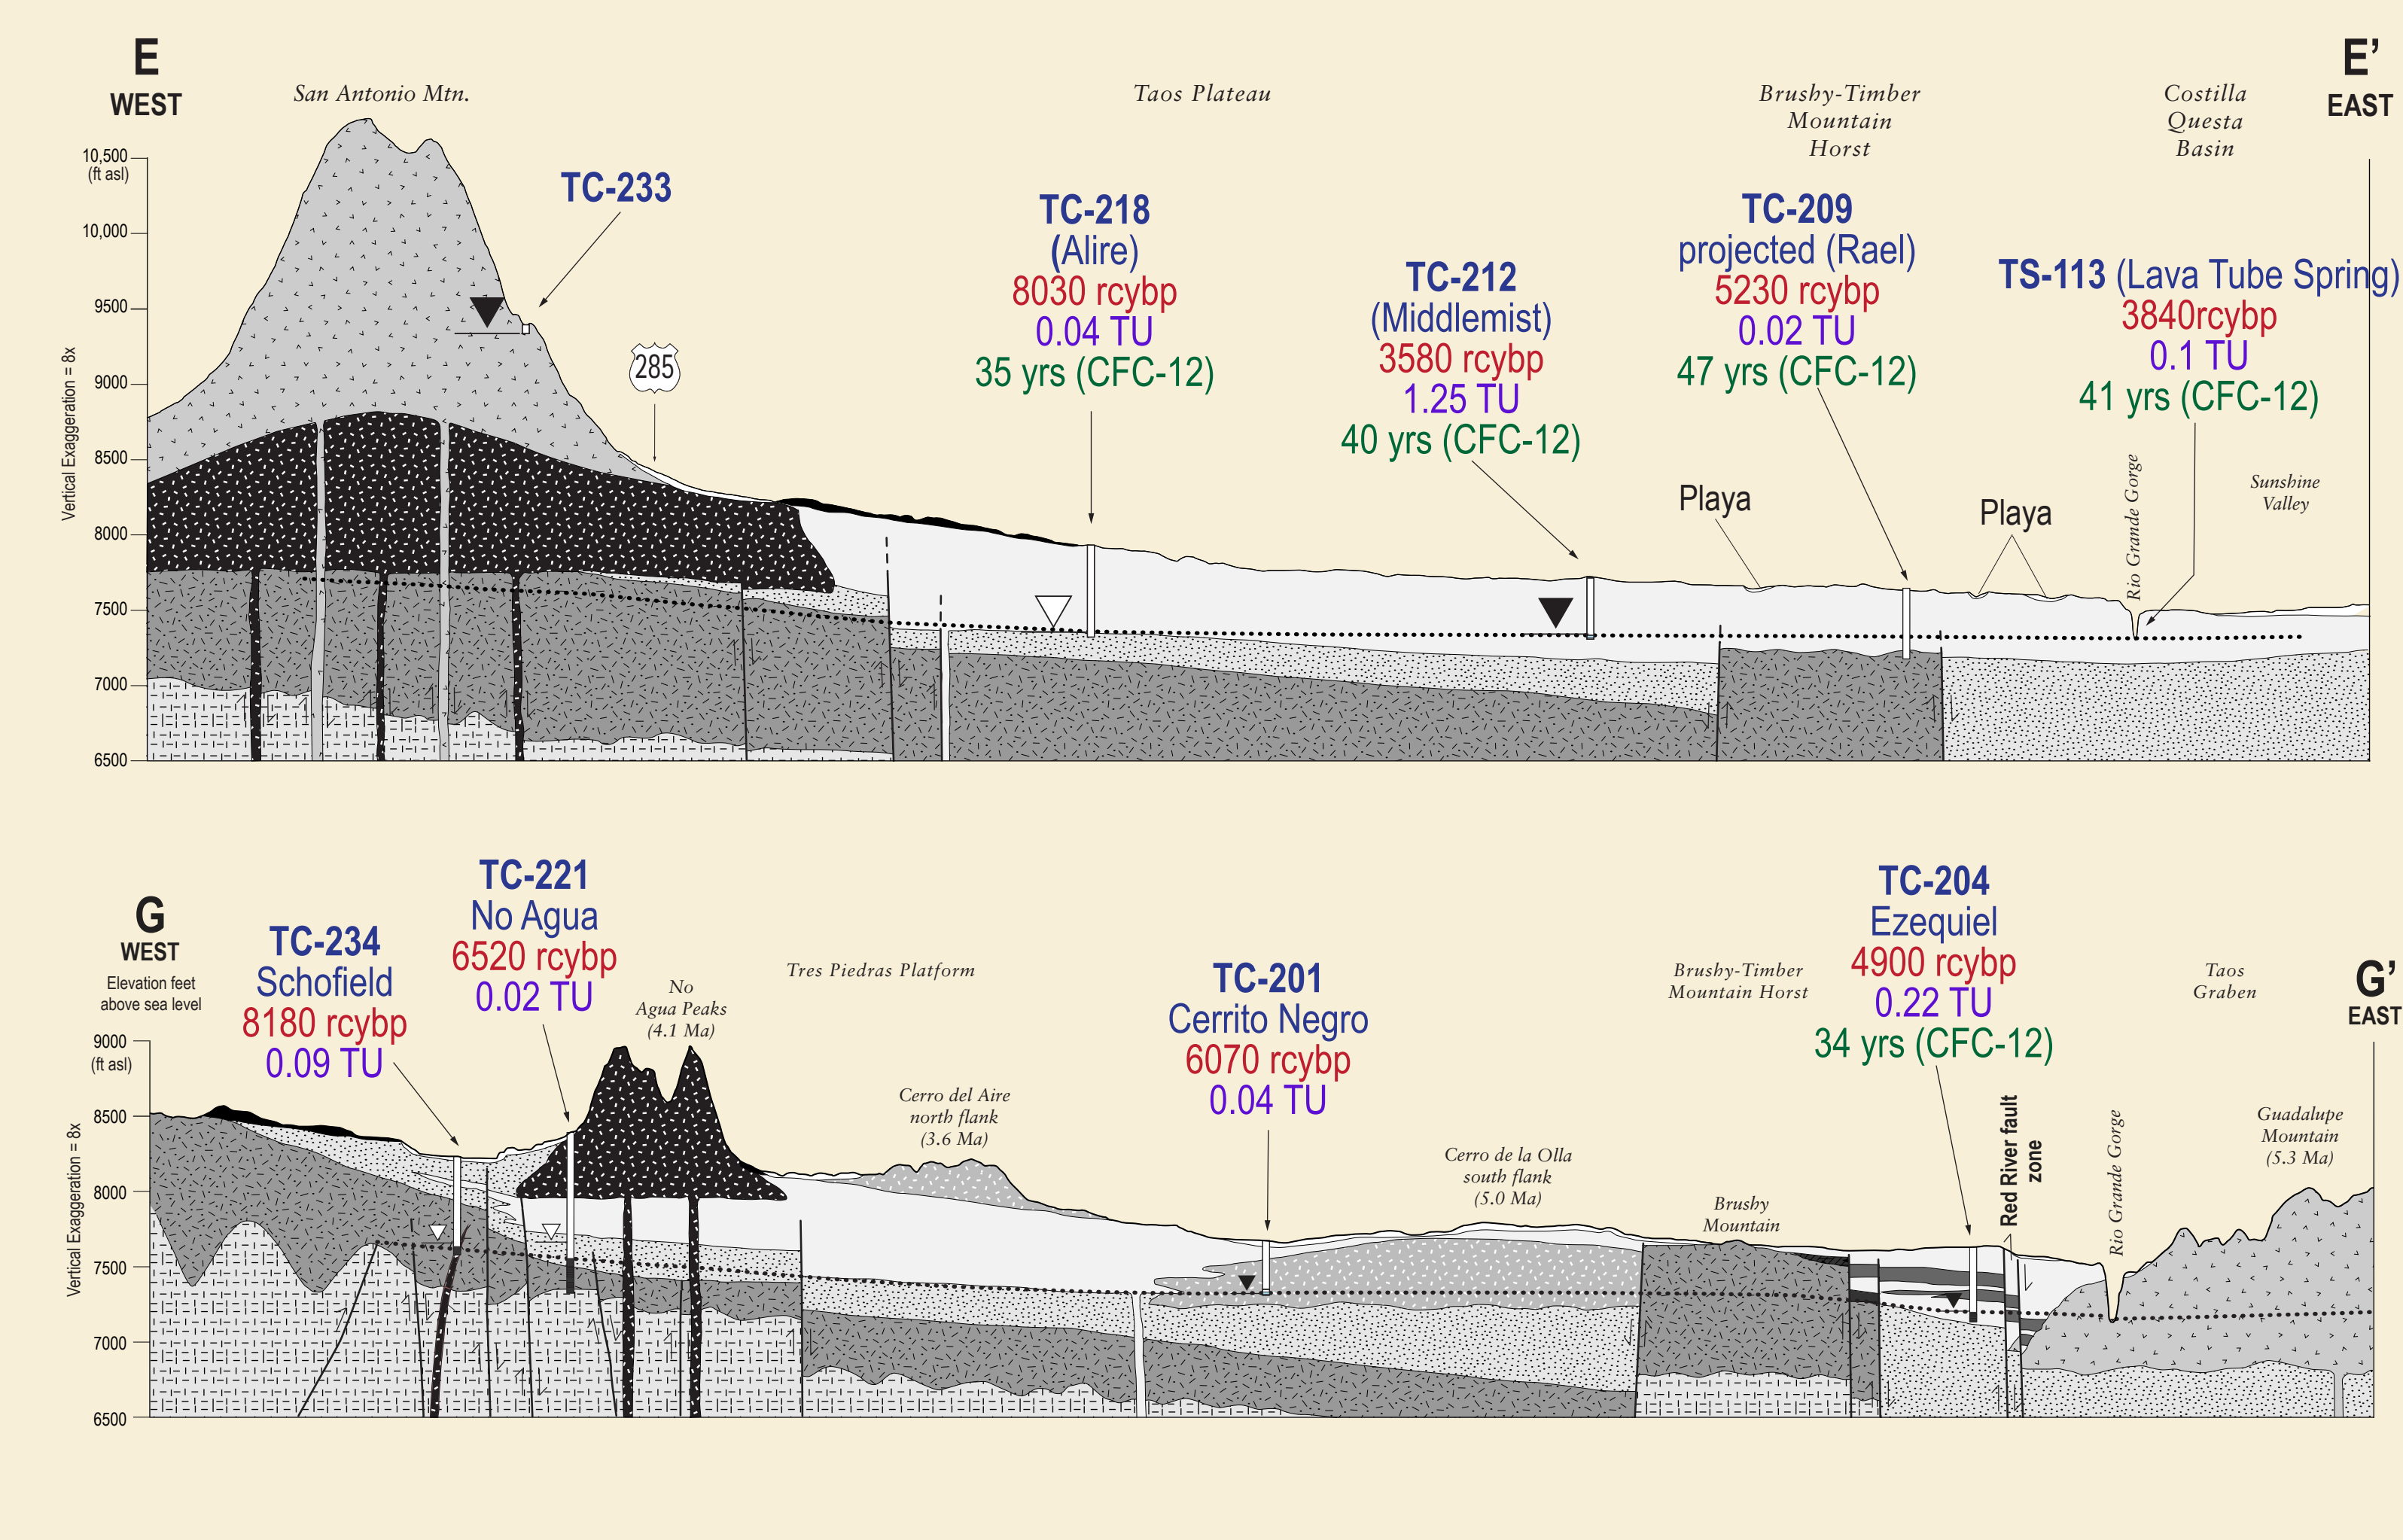 E
WEST
San Antonio Mtn.
Taos Plateau
Brushy-Timber
Mountain
Horst
Costilla
Questa
Basin
E’
EAST
10,500
(ft asl)
10,000
9500
9000
8500
8000
7500
7000
6500
Vertical Exaggeration = 8x
TC-233
285
TC-218
(Alire)
8030 rcybp
0.04 TU
35 yrs (CFC-12)
TC-212
(Middlemist)
3580 rcybp
1.25 TU
40 yrs (CFC-12)
TC-209
projected (Rael)
5230 rcybp
0.02 TU
47 yrs (CFC-12)
TS-113 (Lava Tube Spring)
3840rcybp
0.1 TU
41 yrs (CFC-12)
Playa
Playa
Rio Grande Gorge
Sunshine
Valley
G
WEST
Elevation feet
above sea level
9000
(ft asl)
8500
8000
7500
7000
6500
Vertical Exaggeration = 8x
TC-234
Schofield
8180 rcybp
0.09 TU
TC-221
No Agua
6520 rcybp
0.02 TU
No
Agua Peaks
(4.1 Ma)
Tres Piedras Platform
Cerro del Aire
north flank
(3.6 Ma)
TC-201
Cerrito Negro
6070 rcybp
0.04 TU
Cerro de la Olla
south flank
(5.0 Ma)
Brushy-Timber
Mountain Horst
Brushy
Mountain
TC-204
Ezequiel
4900 rcybp
0.22 TU
34 yrs (CFC-12)
Red River fault
zone
Rio Grande Gorge
Taos
Graben
Guadalupe
Mountain
(5.3 Ma)
G’
EAST